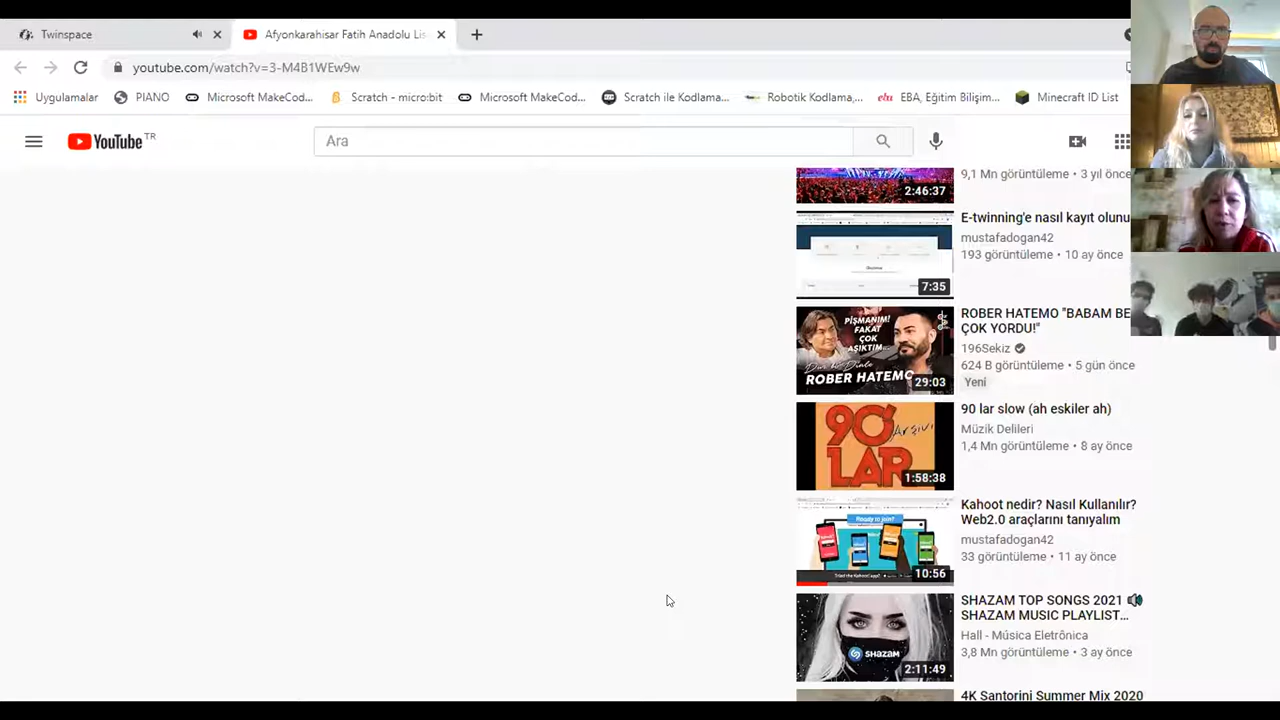 Twinspace
Afyonkarahisar Fatih Anadolu Lis
youtube.com/watch?v=3-M4B1WEw9w
Uygulamalar
PIANO
Microsoft MakeCod...
Scratch - micro:bit
Microsoft MakeCod...
Scratch ile Kodlama...
Robotik Kodlama,...
EBA, Eğitim Bilişim...
Minecraft ID List
YouTube TR
Ara
2:46:37
9,1 Mn görüntüleme • 3 yıl önce
7:35
E-twinning'e nasıl kayıt olunu
mustafadogan42
193 görüntüleme • 10 ay önce
PİŞMANIM!
FAKAT
ÇOK
AŞIKTIM...
ROBER HATEMO
29:03
ROBER HATEMO "BABAM BE
ÇOK YORDU!"
196Sekiz
624 B görüntüleme • 5 gün önce
Yeni
90'
Arşivi
LAR
1:58:38
90 lar slow (ah eskiler ah)
Müzik Delileri
1,4 Mn görüntüleme • 8 ay önce
Ready to join?
10:56
Kahoot nedir? Nasıl Kullanılır?
Web2.0 araçlarını tanıyalım
mustafadogan42
33 görüntüleme • 11 ay önce
SHAZAM
2:11:49
SHAZAM TOP SONGS 2021
SHAZAM MUSIC PLAYLIST...
Hall - Música Eletrônica
3,8 Mn görüntüleme • 3 ay önce
4K Santorini Summer Mix 2020